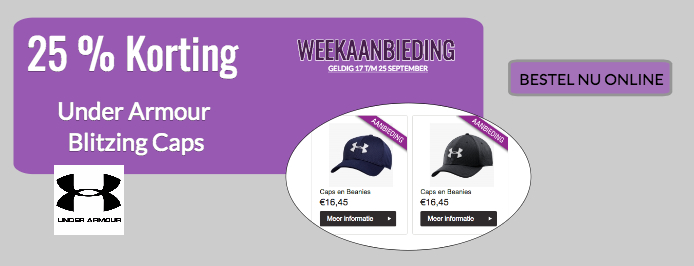 25 % Korting
WEEKAANBIEDING
GELDIG 17 T/M 25 SEPTEMBER
BESTEL NU ONLINE
Under Armour
Blitzing Caps
UNDER ARMOUR
AANBIEDING
AANBIEDING
Caps en Beanies
€16,45
Meer informatie
Caps en Beanies
€16,45
Meer informatie